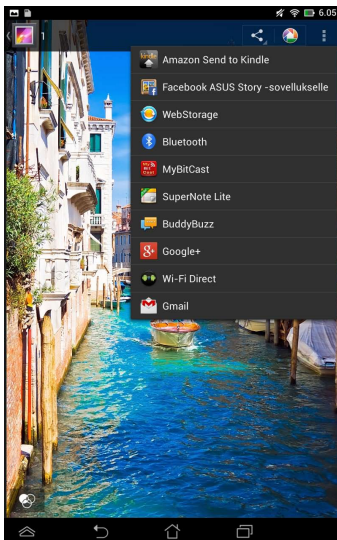 6.05
1
Amazon Send to Kindle
Facebook ASUS Story -sovellukselle
WebStorage
Bluetooth
MyBitCast
SuperNote Lite
BuddyBuzz
Google+
Wi-Fi Direct
Gmail